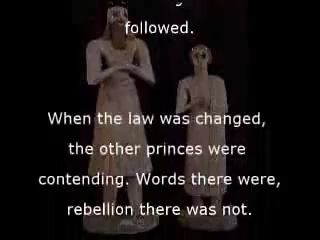 followed.
When the law was changed,
the other princes were
contending. Words there were,
rebellion there was not.